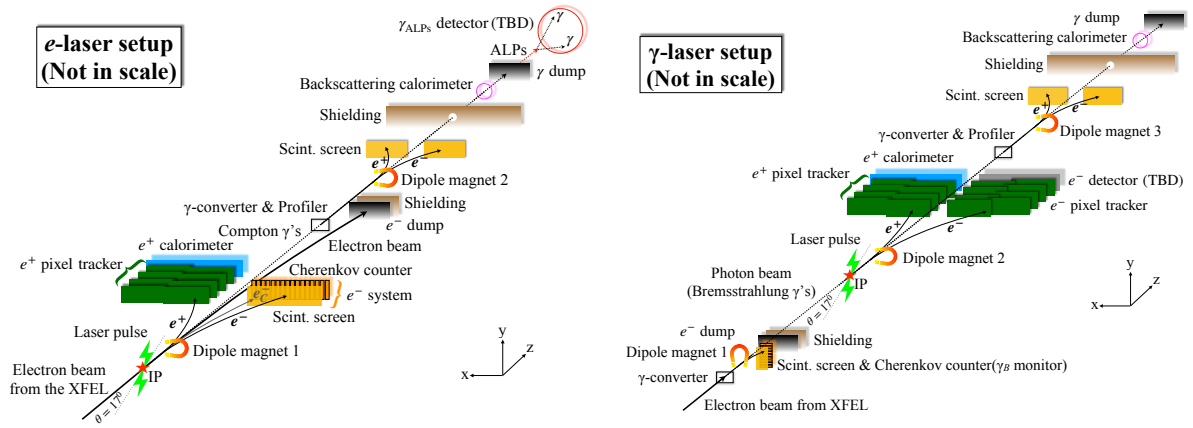 e-laser setup
(Not in scale)
γALPs detector (TBD)
γ
γ
ALPs
γ dump
Backscattering calorimeter
Shielding
Scint. screen
e+
e−
Dipole magnet 2
γ-converter & Profiler
Shielding
e− dump
Compton γ's
Electron beam
e+ calorimeter
e+ pixel tracker
Cherenkov counter
e− system
eC−
e+
e−
Scint. screen
Laser pulse
Dipole magnet 1
IP
Electron beam
from the XFEL
θ = 17⁰
y
z
x
γ-laser setup
(Not in scale)
γ dump
Backscattering calorimeter
Shielding
Scint. screen
e+
e−
Dipole magnet 3
γ-converter & Profiler
e+ calorimeter
e+ pixel tracker
e− detector (TBD)
e− pixel tracker
e+
e−
Laser pulse
Dipole magnet 2
Photon beam
(Bremsstrahlung γ's)
IP
θ = 17⁰
e− dump
Shielding
Dipole magnet 1
Scint screen & Cherenkov counter(γB monitor)
γ-converter
Electron beam from XFEL
y
z
x